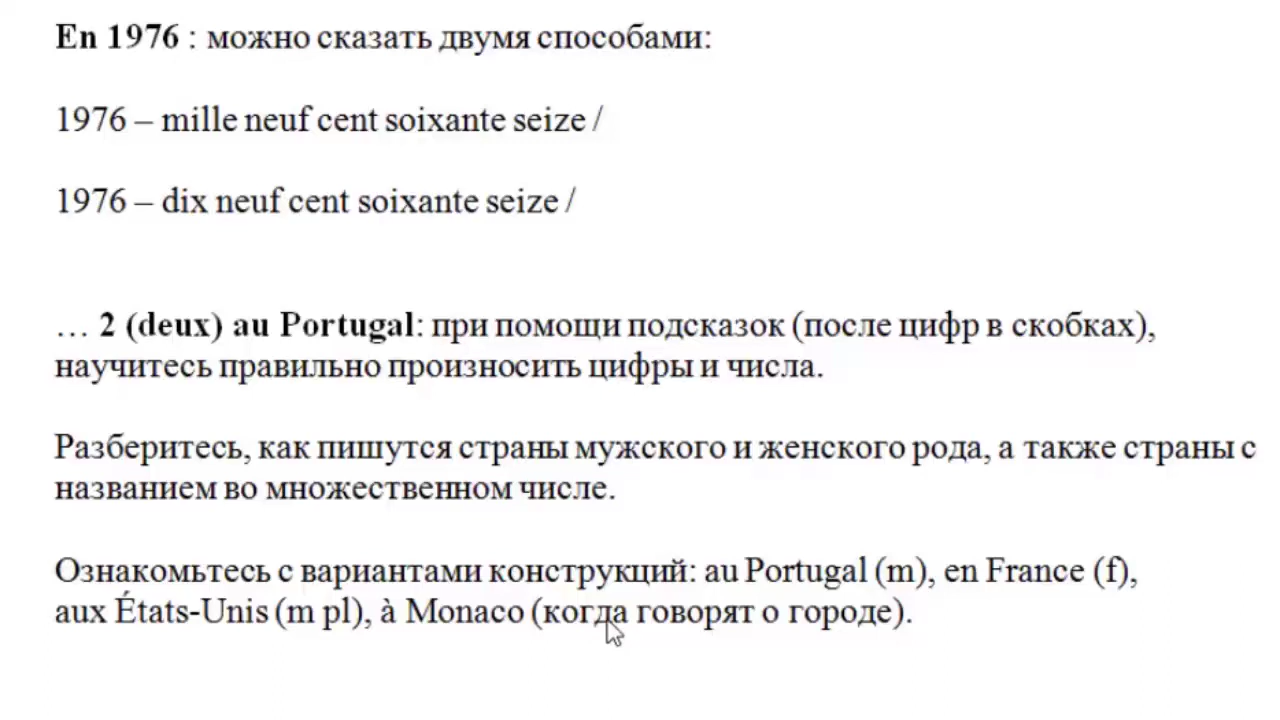 En 1976 : можно сказать двумя способами:
1976 – mille neuf cent soixante seize /
1976 – dix neuf cent soixante seize /
… 2 (deux) au Portugal: при помощи подсказок (после цифр в скобках),
научитесь правильно произносить цифры и числа.
Разберитесь, как пишутся страны мужского и женского рода, а также страны с
названием во множественном числе.
Ознакомьтесь с вариантами конструкций: au Portugal (m), en France (f),
aux États-Unis (m pl), à Monaco (когда говорят о городе).